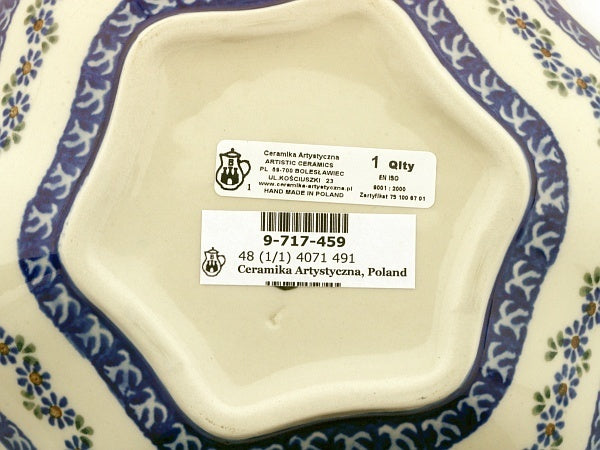 Ceramika Artystyczna
ARTISTIC CERAMICS
PL 59-700 BOLESŁAWIEC
UL.KOŚCIUSZKI 23
www.ceramika-artystyczna.pl
HAND MADE IN POLAND
1
1 Qlty
EN ISO
9001 : 2000
Zertyfikat 75 100 67 01
9-717-459
48 (1/1) 4071 491
Ceramika Artystyczna, Poland